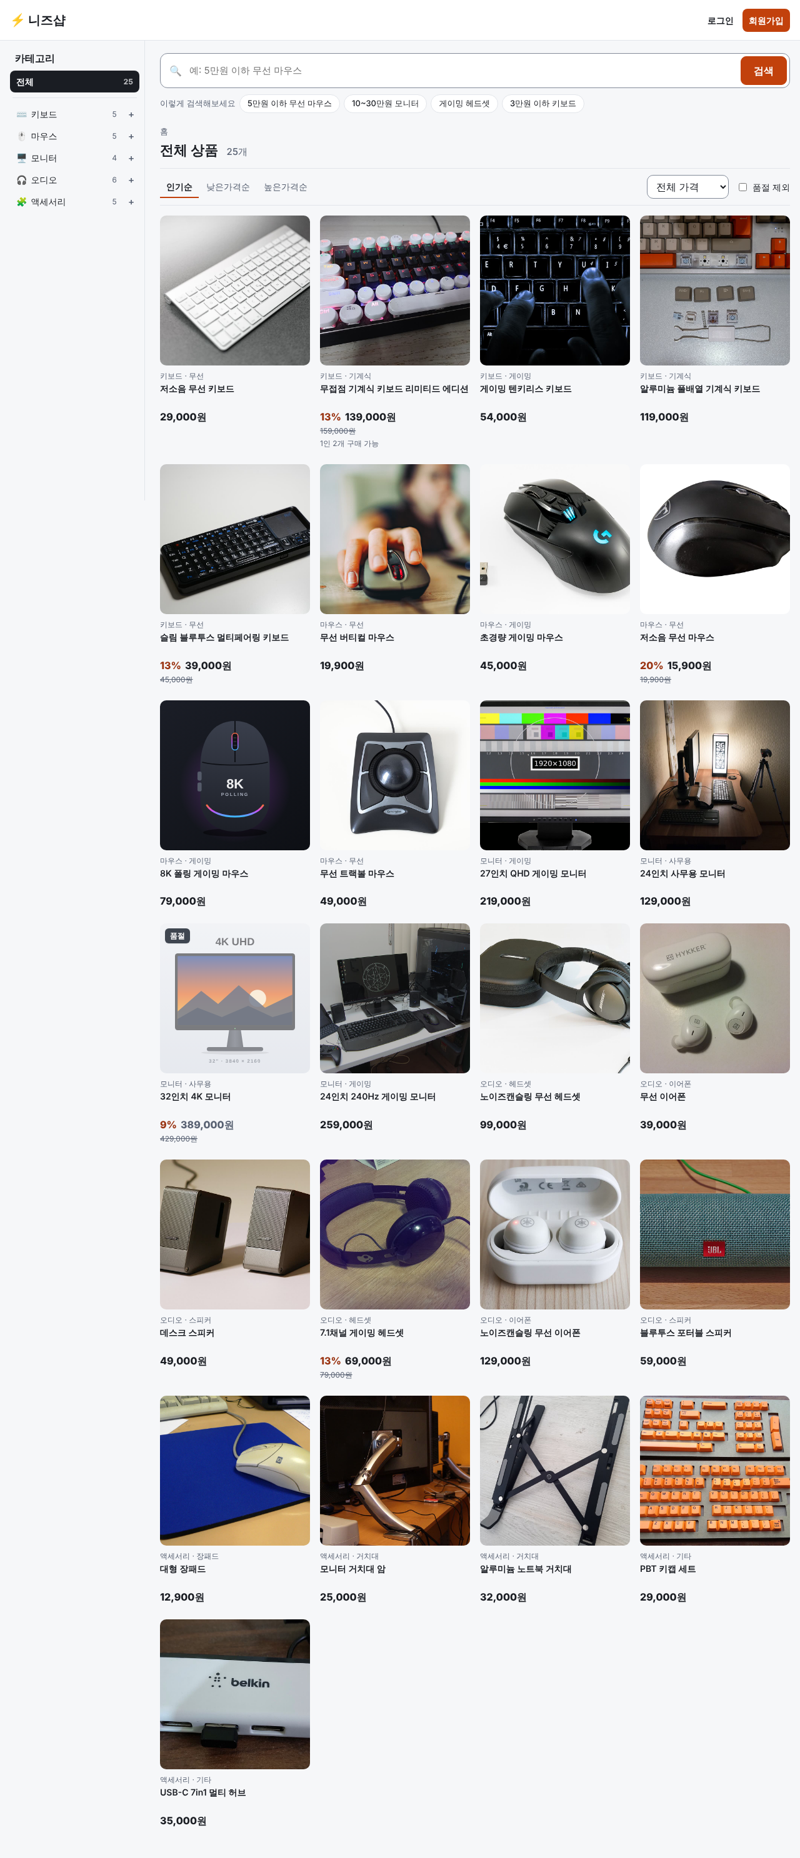 ⚡ 니즈샵
로그인
회원가입
카테고리
전체 25
키보드 5 +
마우스 5 +
모니터 4 +
오디오 6 +
액세서리 5 +
예: 5만원 이하 무선 마우스
검색
이렇게 검색해보세요
5만원 이하 무선 마우스
10~30만원 모니터
게이밍 헤드셋
3만원 이하 키보드
홈
전체 상품 25개
인기순
낮은가격순
높은가격순
전체 가격
품절 제외
키보드 · 무선
저소음 무선 키보드
29,000원
키보드 · 기계식
무접점 기계식 키보드 리미티드 에디션
13% 139,000원
159,000원
1인 2개 구매 가능
키보드 · 게이밍
게이밍 텐키리스 키보드
54,000원
키보드 · 기계식
알루미늄 풀배열 기계식 키보드
119,000원
키보드 · 무선
슬림 블루투스 멀티페어링 키보드
13% 39,000원
45,000원
마우스 · 무선
무선 버티컬 마우스
19,900원
마우스 · 게이밍
초경량 게이밍 마우스
45,000원
마우스 · 무선
저소음 무선 마우스
20% 15,900원
19,900원
8K
POLLING
마우스 · 게이밍
8K 폴링 게이밍 마우스
79,000원
마우스 · 무선
무선 트랙볼 마우스
49,000원
1920×1080
모니터 · 게이밍
27인치 QHD 게이밍 모니터
219,000원
모니터 · 사무용
24인치 사무용 모니터
129,000원
품절
4K UHD
32" · 3840 × 2160
모니터 · 사무용
32인치 4K 모니터
9% 389,000원
429,000원
모니터 · 게이밍
24인치 240Hz 게이밍 모니터
259,000원
오디오 · 헤드셋
노이즈캔슬링 무선 헤드셋
99,000원
HYKKER
오디오 · 이어폰
무선 이어폰
39,000원
오디오 · 스피커
데스크 스피커
49,000원
오디오 · 헤드셋
7.1채널 게이밍 헤드셋
13% 69,000원
79,000원
오디오 · 이어폰
노이즈캔슬링 무선 이어폰
129,000원
JBL
오디오 · 스피커
블루투스 포터블 스피커
59,000원
액세서리 · 장패드
대형 장패드
12,900원
액세서리 · 거치대
모니터 거치대 암
25,000원
액세서리 · 거치대
알루미늄 노트북 거치대
32,000원
액세서리 · 기타
PBT 키캡 세트
29,000원
belkin
액세서리 · 기타
USB-C 7in1 멀티 허브
35,000원